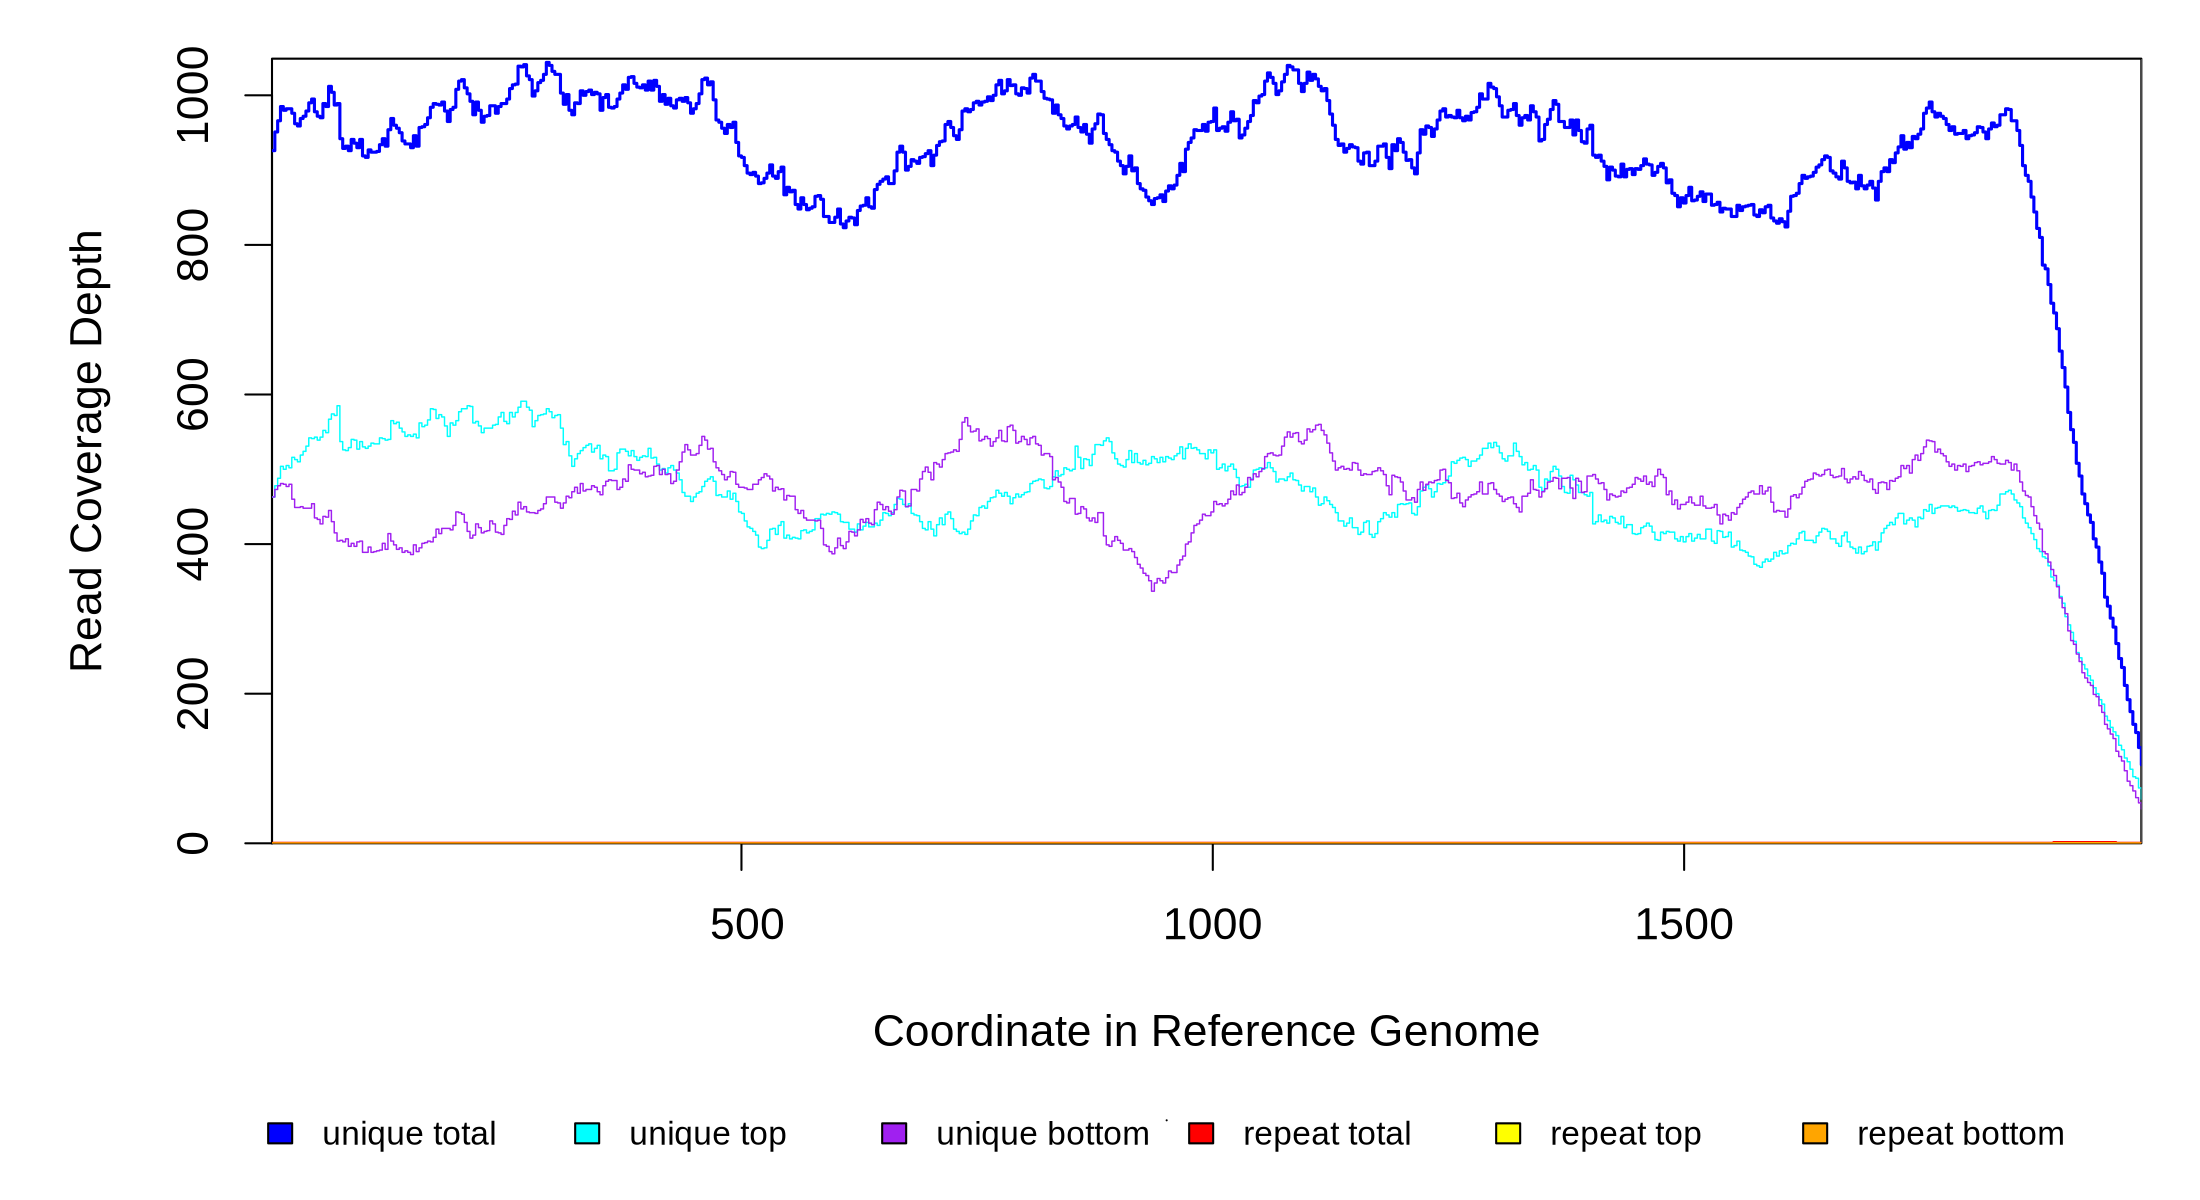 Read Coverage Depth
1000
800
600
400
200
0
500 1000 1500
Coordinate in Reference Genome
unique total unique top unique bottom repeat total repeat top repeat bottom